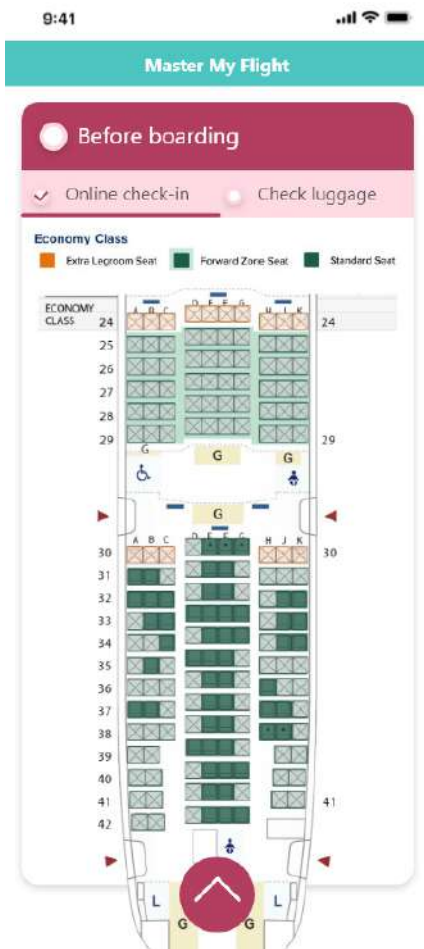 9:41
Master My Flight
Before boarding
Online check-in Check luggage
Economy Class
Extra Legroom Seat Forward Zone Seat Standard Seat
ECONOMY
CLASS
A B C D E F G H J K
24 24
25
26
27
28
29 29
G G G
G
A B C H J K
30 30
31
32
33
34
35
36
37
38
39
40
41 41
42
L L
G G